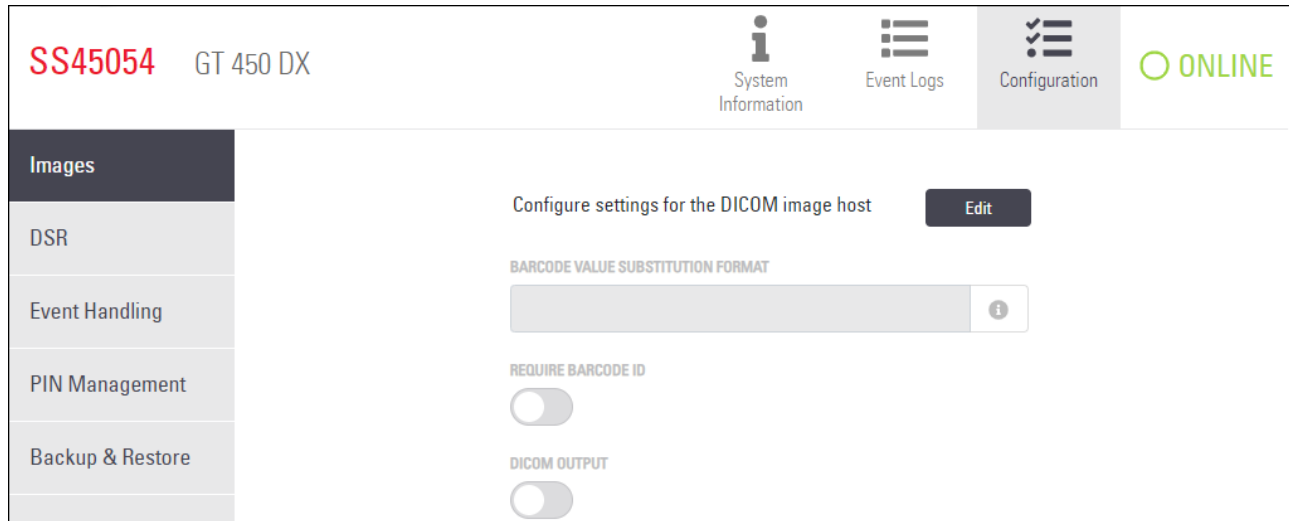 SS45054 GT 450 DX
System
Information
Event Logs
Configuration
ONLINE
Images
DSR
Event Handling
PIN Management
Backup & Restore
Configure settings for the DICOM image host
Edit
BARCODE VALUE SUBSTITUTION FORMAT
REQUIRE BARCODE ID
DICOM OUTPUT